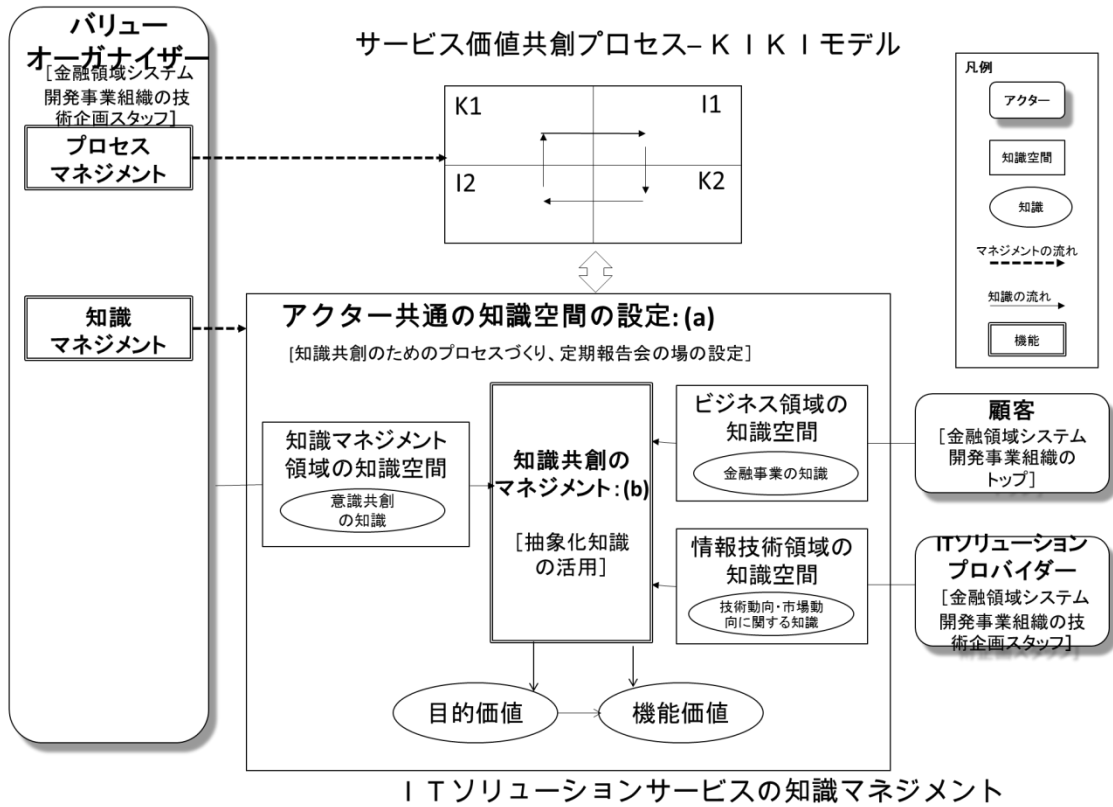 バリュー
オーガナイザー
[金融領域システム
開発事業組織の技
術企画スタッフ]
プロセス
マネジメント
知識
マネジメント
サービス価値共創プロセス– K I K I モデル
K1
I1
I2
K2
凡例
アクター
知識空間
知識
マネジメントの流れ
知識の流れ
機能
アクター共通の知識空間の設定: (a)
[知識共創のためのプロセスづくり、定期報告会の場の設定]
知識マネジメント
領域の知識空間
意識共創
の知識
知識共創の
マネジメント: (b)
[抽象化知識
の活用]
ビジネス領域の
知識空間
金融事業の知識
情報技術領域の
知識空間
技術動向・市場動
向に関する知識
目的価値
機能価値
顧客
[金融領域システム
開発事業組織の
トップ]
ITソリューション
プロバイダー
[金融領域システム
開発事業組織の技
術企画スタッフ]
I Tソリューションサービスの知識マネジメント